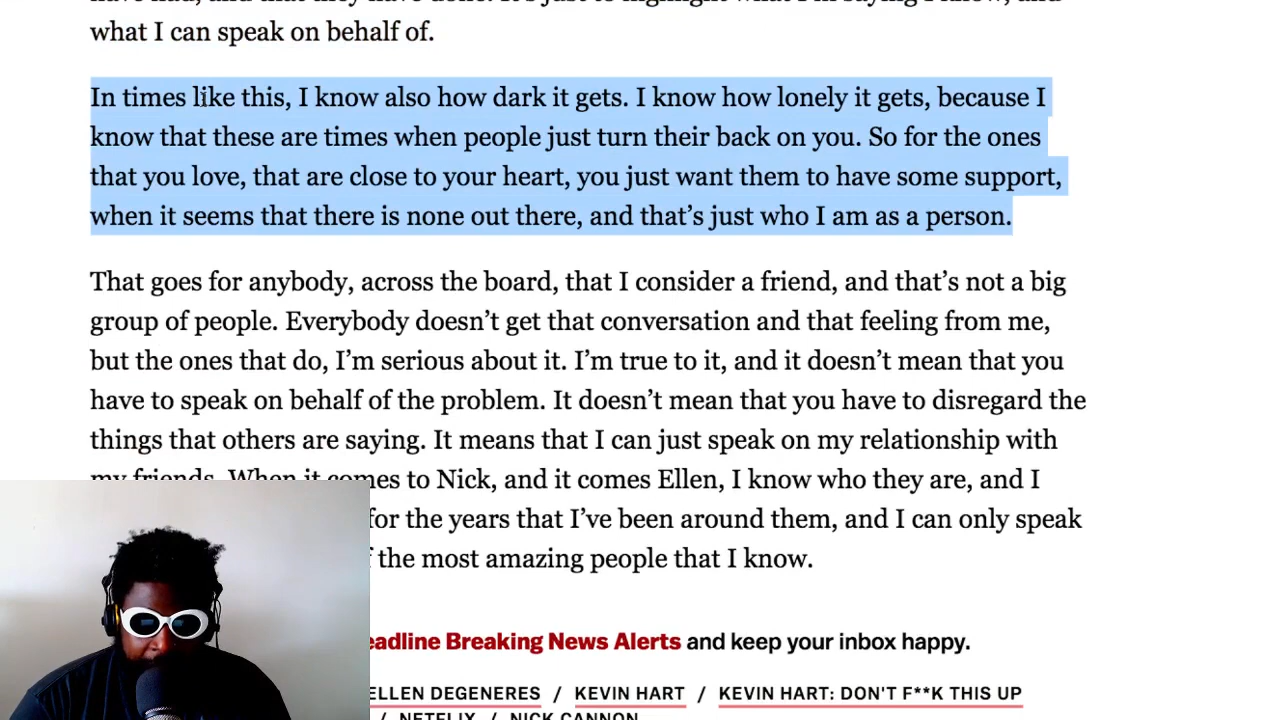 what I can speak on behalf of.
In times like this, I know also how dark it gets. I know how lonely it gets, because I
know that these are times when people just turn their back on you. So for the ones
that you love, that are close to your heart, you just want them to have some support,
when it seems that there is none out there, and that’s just who I am as a person.
That goes for anybody, across the board, that I consider a friend, and that’s not a big
group of people. Everybody doesn’t get that conversation and that feeling from me,
but the ones that do, I’m serious about it. I’m true to it, and it doesn’t mean that you
have to speak on behalf of the problem. It doesn’t mean that you have to disregard the
things that others are saying. It means that I can just speak on my relationship with
my friends. When it comes to Nick, and it comes Ellen, I know who they are, and I
for the years that I’ve been around them, and I can only speak
the most amazing people that I know.
eadline Breaking News Alerts and keep your inbox happy.
ELLEN DEGENERES / KEVIN HART / KEVIN HART: DON'T F**K THIS UP
/ NETFLIX / NICK CANNON